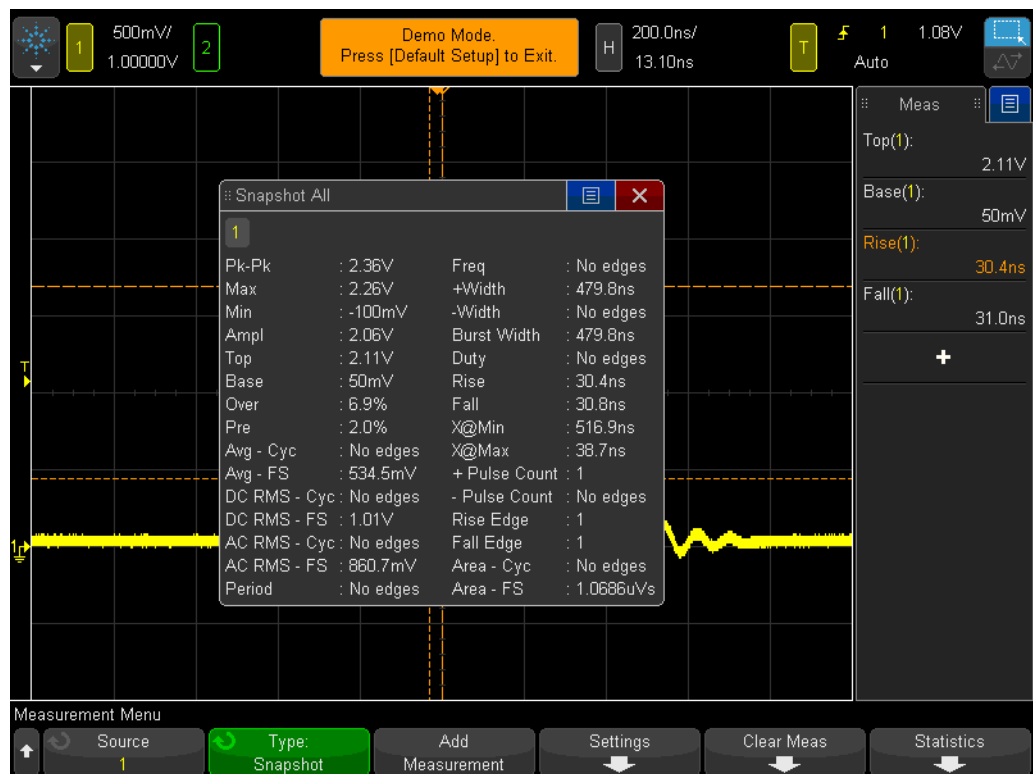 1 500mV/ 2 Demo Mode. H 200.0ns/ T 1 1.08V
1.00000V Press [Default Setup] to Exit. 13.10ns Auto
Meas
Top(1):
2.11V
Base(1):
50mV
Rise(1):
30.4ns
Fall(1):
31.0ns
+
Snapshot All
1
Pk-Pk : 2.36V Freq : No edges
Max : 2.26V +Width : 479.8ns
Min : -100mV -Width : No edges
Ampl : 2.06V Burst Width : 479.8ns
Top : 2.11V Duty : No edges
Base : 50mV Rise : 30.4ns
Over : 6.9% Fall : 30.8ns
Pre : 2.0% X@Min : 516.9ns
Avg - Cyc : No edges X@Max : 38.7ns
Avg - FS : 534.5mV + Pulse Count : 1
DC RMS - Cyc : No edges - Pulse Count : No edges
DC RMS - FS : 1.01V Rise Edge : 1
AC RMS - Cyc : No edges Fall Edge : 1
AC RMS - FS : 860.7mV Area - Cyc : No edges
Period : No edges Area - FS : 1.0686uVs
T
1
Measurement Menu
Source Type: Add Settings Clear Meas Statistics
1 Snapshot Measurement